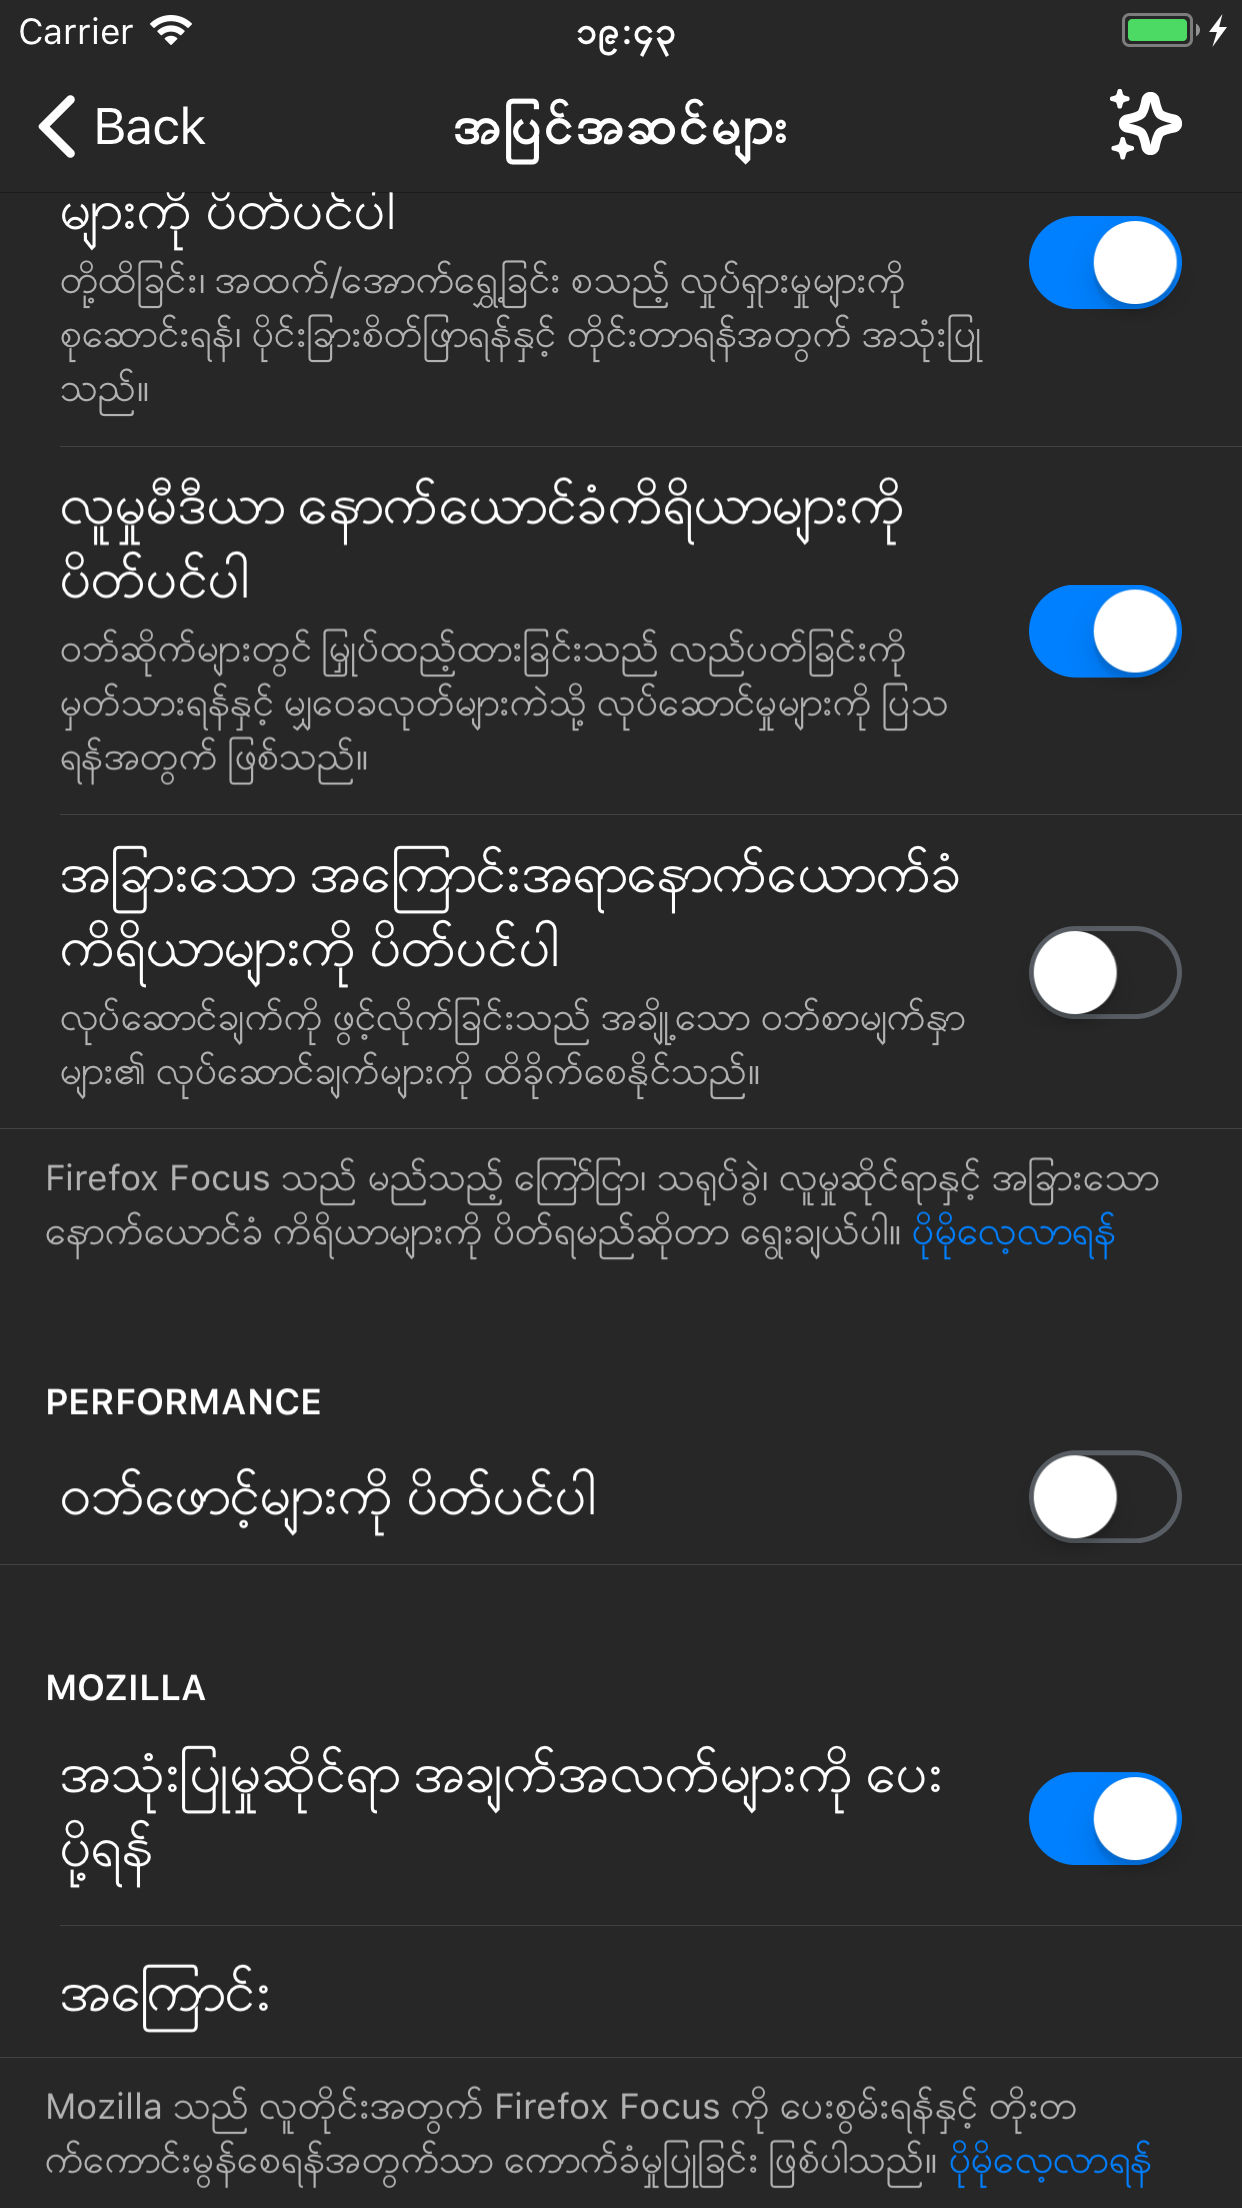 Carrier
၁၉:၄၃
Back
အပြင်အဆင်များ
များကို ပိတ်ပင်ပါ
တို့ထိခြင်း၊ အထက်/အောက်ရွှေ့ခြင်း စသည့် လှုပ်ရှားမှုများကို
စုဆောင်းရန်၊ ပိုင်းခြားစိတ်ဖြာရန်နှင့် တိုင်းတာရန်အတွက် အသုံးပြု
သည်။
လူမှုမီဒီယာ နောက်ယောင်ခံကိရိယာများကို
ပိတ်ပင်ပါ
ဝဘ်ဆိုက်များတွင် မြှုပ်ထည့်ထားခြင်းသည် လည်ပတ်ခြင်းကို
မှတ်သားရန်နှင့် မျှဝေခလုတ်များကဲသို့ လုပ်ဆောင်မှုများကို ပြသ
ရန်အတွက် ဖြစ်သည်။
အခြားသော အကြောင်းအရာနောက်ယောက်ခံ
ကိရိယာများကို ပိတ်ပင်ပါ
လုပ်ဆောင်ချက်ကို ဖွင့်လိုက်ခြင်းသည် အချို့သော ဝဘ်စာမျက်နှာ
များ၏ လုပ်ဆောင်ချက်များကို ထိခိုက်စေနိုင်သည်။
Firefox Focus သည် မည်သည့် ကြော်ငြာ၊ သရုပ်ခွဲ၊ လူမှုဆိုင်ရာနှင့် အခြားသော
နောက်ယောင်ခံ ကိရိယာများကို ပိတ်ရမည်ဆိုတာ ရွေးချယ်ပါ။ ပိုမိုလေ့လာရန်
PERFORMANCE
ဝဘ်ဖောင့်များကို ပိတ်ပင်ပါ
MOZILLA
အသုံးပြုမှုဆိုင်ရာ အချက်အလက်များကို ပေး
ပို့ရန်
အကြောင်း
Mozilla သည် လူတိုင်းအတွက် Firefox Focus ကို ပေးစွမ်းရန်နှင့် တိုးတ
က်ကောင်းမွန်စေရန်အတွက်သာ ကောက်ခံမှုပြုခြင်း ဖြစ်ပါသည်။ ပိုမိုလေ့လာရန်